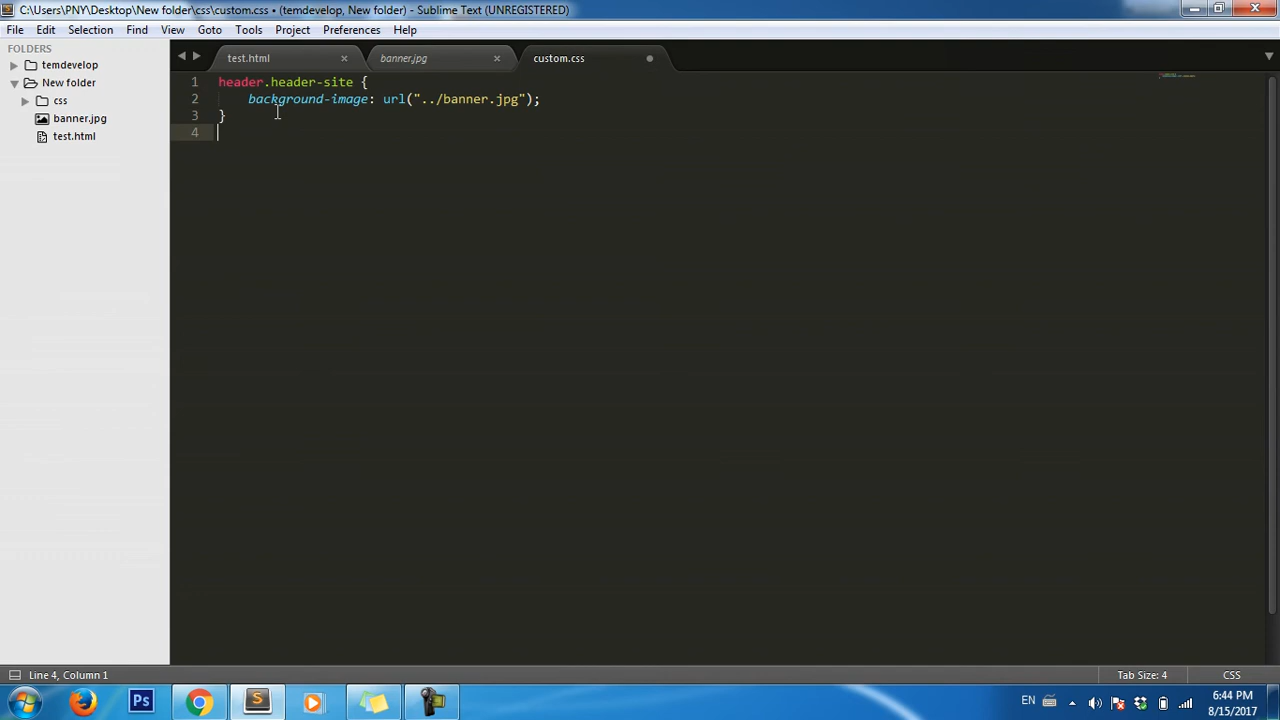 C:\Users\PNY\Desktop\New folder\css\custom.css • (temdevelop, New folder) - Sublime Text (UNREGISTERED)
File Edit Selection Find View Goto Tools Project Preferences Help
FOLDERS
temdevelop
New folder
css
banner.jpg
test.html
test.html banner.jpg custom.css
1 header.header-site {
2 background-image: url("../banner.jpg");
3 }
4
Line 4, Column 1 Tab Size: 4 CSS
Ps
EN
6:44 PM
8/15/2017